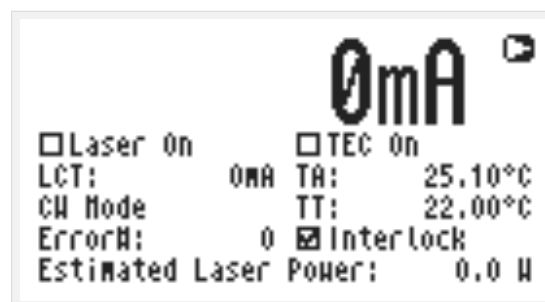 0mA
☐Laser On ☐TEC On
LCT: 0mA TA: 25.10°C
CW Mode TT: 22.00°C
Error#: 0 ☑Interlock
Estimated Laser Power: 0.0 W